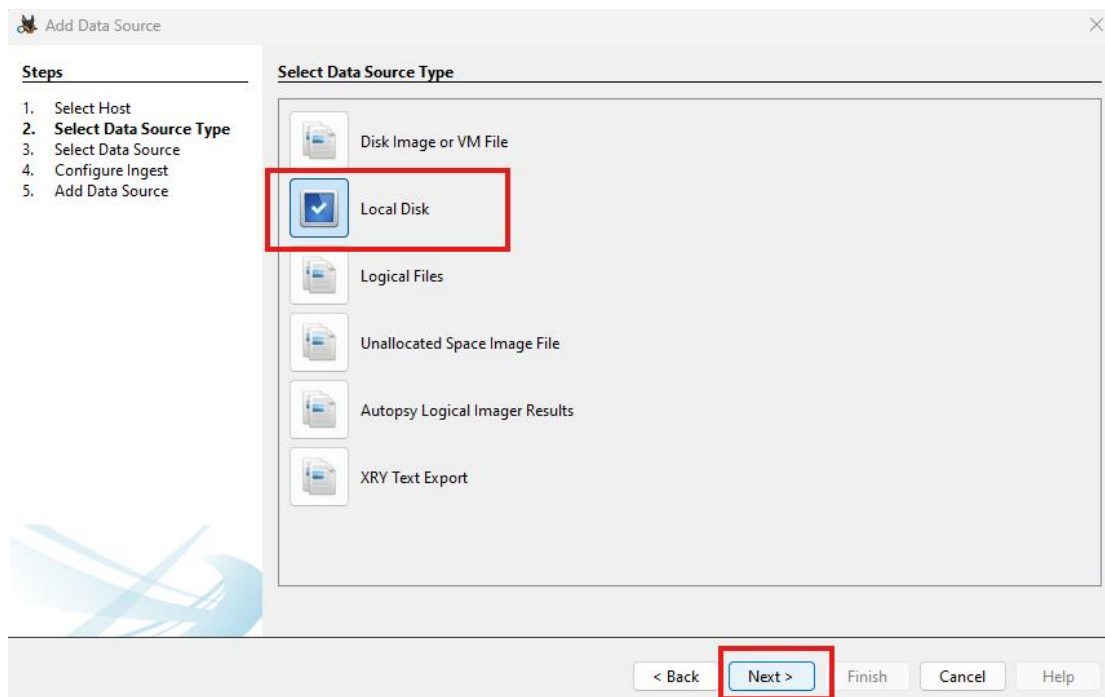 Add Data Source
Steps
1. Select Host
2. Select Data Source Type
3. Select Data Source
4. Configure Ingest
5. Add Data Source
Select Data Source Type
Disk Image or VM File
Local Disk
Logical Files
Unallocated Space Image File
Autopsy Logical Imager Results
XRY Text Export
< Back
Next >
Finish
Cancel
Help